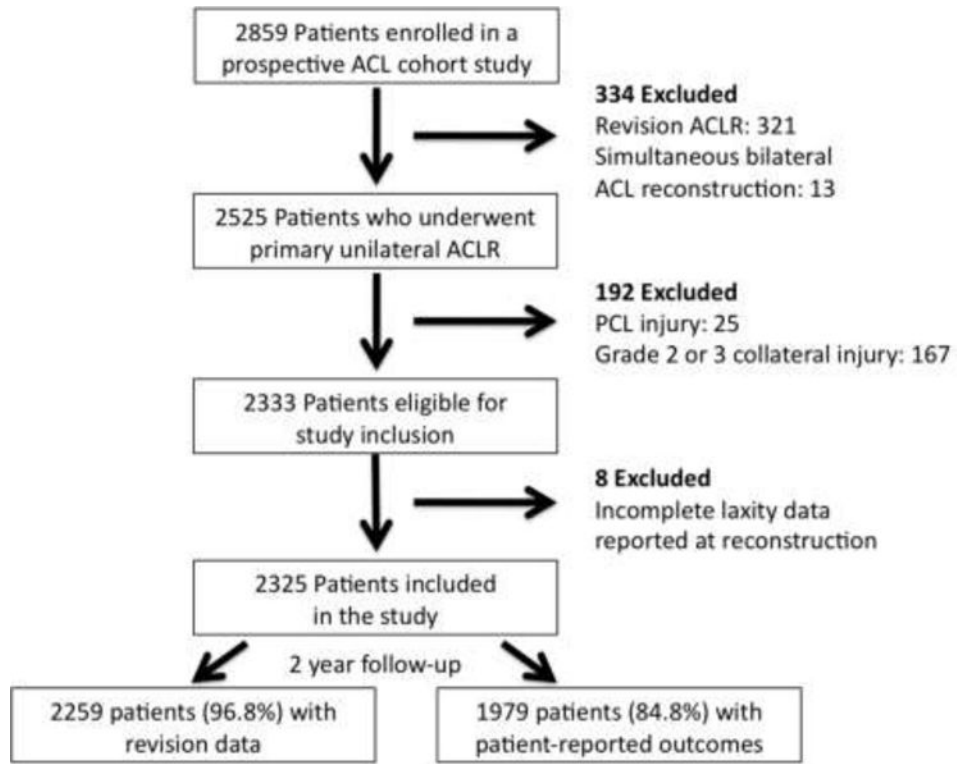 2859 Patients enrolled in a
prospective ACL cohort study
334 Excluded
Revision ACLR: 321
Simultaneous bilateral
ACL reconstruction: 13
2525 Patients who underwent
primary unilateral ACLR
192 Excluded
PCL injury: 25
Grade 2 or 3 collateral injury: 167
2333 Patients eligible for
study inclusion
8 Excluded
Incomplete laxity data
reported at reconstruction
2325 Patients included
in the study
2 year follow-up
2259 patients (96.8%) with
revision data
1979 patients (84.8%) with
patient-reported outcomes